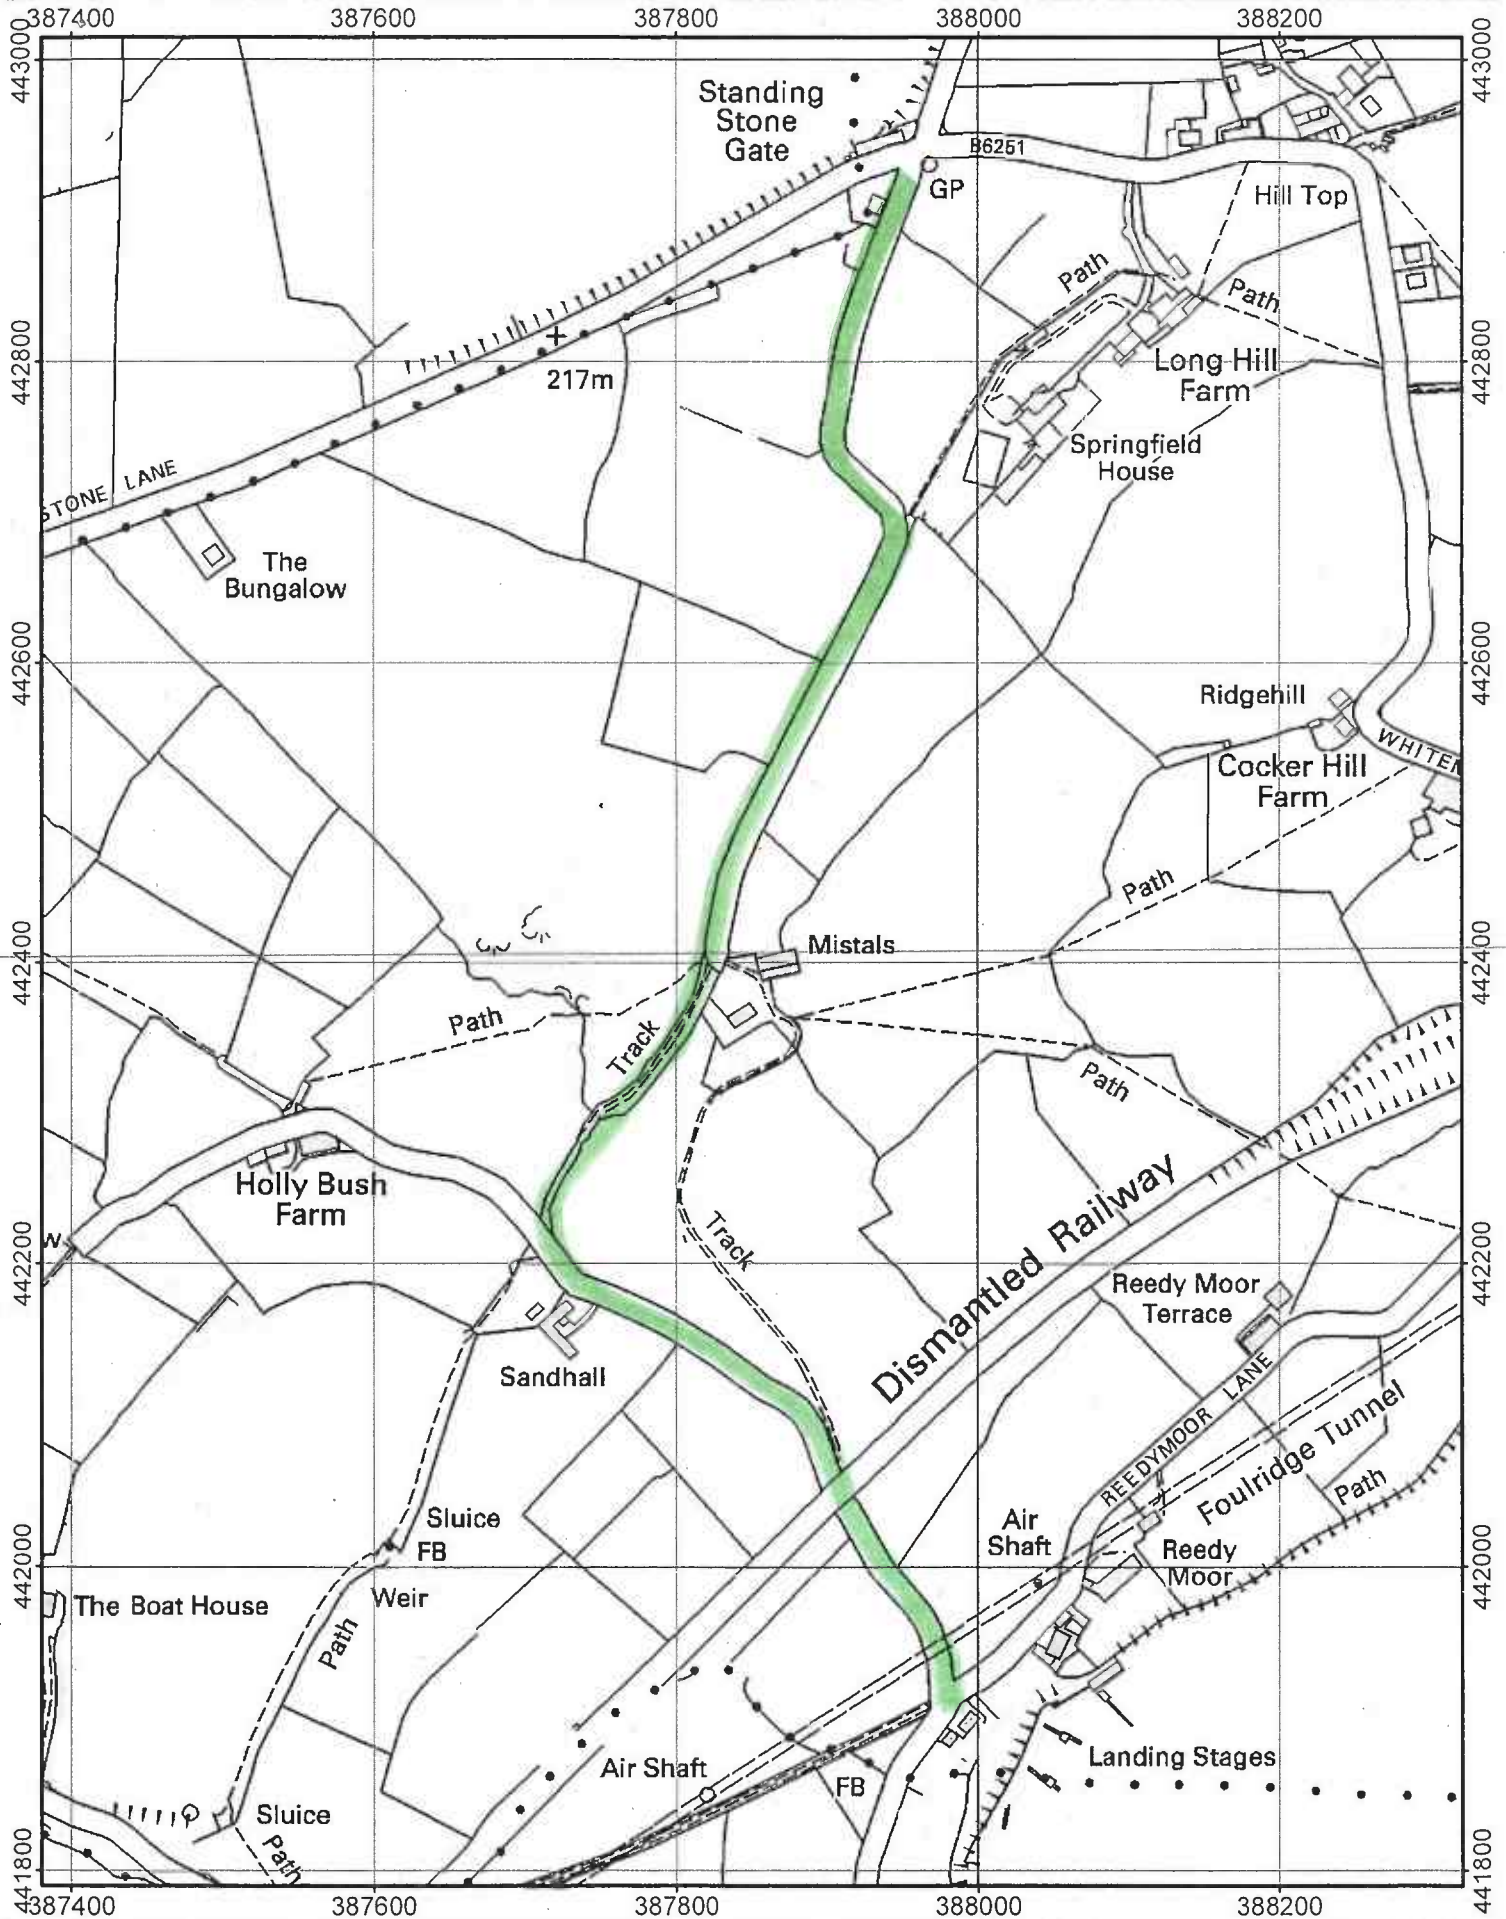 387400
387600
387800
388000
388200
443000
443000
Standing
Stone
Gate
B6251
GP
Hill Top
Path
Path
442800
442800
217m
Long Hill
Farm
Springfield
House
STONE LANE
The
Bungalow
442600
442600
Ridgehill
WHITEM
Cocker Hill
Farm
Path
442400
442400
Mistals
Path
Track
Path
Holly Bush
Farm
W
Track
Dismantled Railway
442200
442200
Reedy Moor
Terrace
Sandhall
REEDYMOOR LANE
Foulridge Tunnel
Path
Sluice
FB
Air
Shaft
Reedy
Moor
442000
442000
Weir
The Boat House
Path
Air Shaft
FB
Landing Stages
Sluice
Path
441800
441800
387400
387600
387800
388000
388200